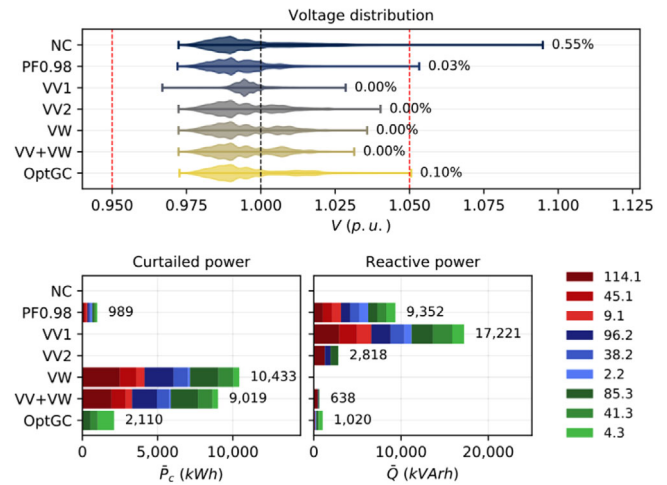 Voltage distribution
NC 0.55%
PF0.98 0.03%
VV1 0.00%
VV2 0.00%
VW 0.00%
VV+VW 0.00%
OptGC 0.10%
0.950 0.975 1.000 1.025 1.050 1.075 1.100 1.125
V (p.u.)
Curtailed power
NC
PF0.98 989
VV1
VV2
VW 10,433
VV+VW 9,019
OptGC 2,110
0 5,000 10,000
P̄c (kWh)
Reactive power
9,352
17,221
2,818
638
1,020
0 10,000 20,000
Q̄ (kVArh)
114.1
45.1
9.1
96.2
38.2
2.2
85.3
41.3
4.3